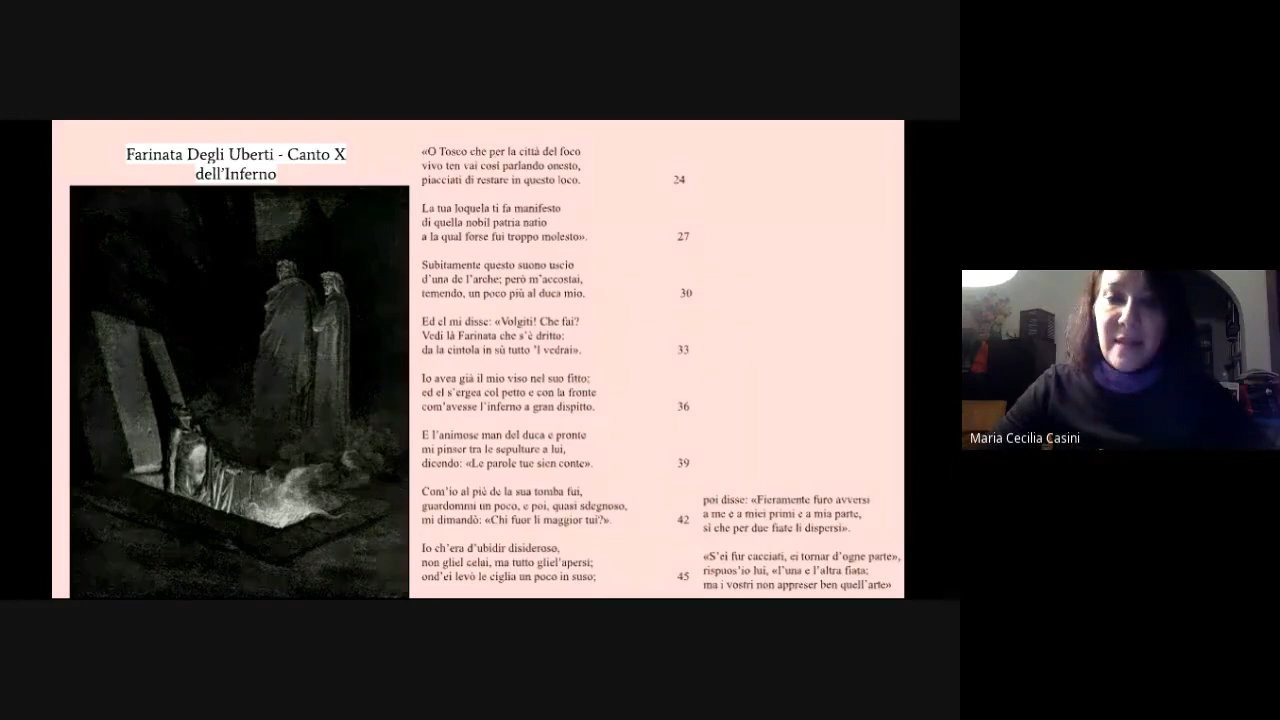 Farinata Degli Uberti - Canto X
dell'Inferno
«O Tosco che per la città del foco
vivo ten vai così parlando onesto,
piacciati di restare in questo loco.
24
La tua loquela ti fa manifesto
di quella nobil patria natio
a la qual forse fui troppo molesto».
27
Subitamente questo suono uscìo
d'una de l'arche; però m'accostai,
temendo, un poco più al duca mio.
30
Ed el mi disse: «Volgiti! Che fai?
Vedi là Farinata che s'è dritto:
da la cintola in sù tutto 'l vedrai».
33
Io avea già il mio viso nel suo fitto;
ed el s'ergea col petto e con la fronte
com'avesse l'inferno a gran dispitto.
36
E l'animose man del duca e pronte
mi pinser tra le sepulture a lui,
dicendo: «Le parole tue sien conte».
39
Com'io al piè de la sua tomba fui,
guardommi un poco, e poi, quasi sdegnoso,
mi dimandò: «Chi fuor li maggior tui?».
42
Io ch'era d'ubidir disideroso,
non gliel celai, ma tutto gliel'apersi;
ond'ei levò le ciglia un poco in suso;
45
poi disse: «Fieramente furo avversi
a me e a miei primi e a mia parte,
sì che per due fiate li dispersi».
«S'ei fur cacciati, ei tornar d'ogne parte»,
rispuos'io lui, «l'una e l'altra fiata;
ma i vostri non appreser ben quell'arte»
Maria Cecilia Casini